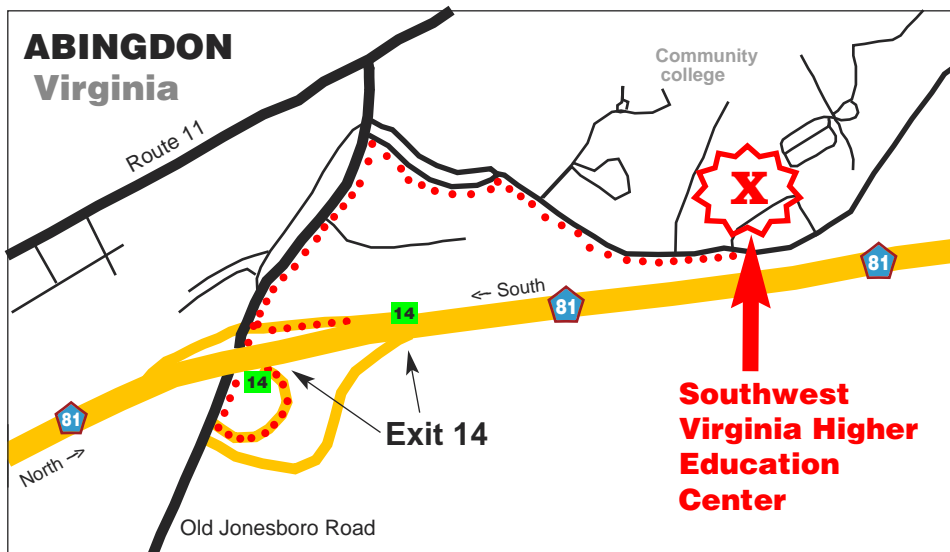 ABINGDON
Virginia
Route 11
Community
college
X
81
← South
81
14
14
81
Exit 14
North →
Old Jonesboro Road
Southwest
Virginia Higher
Education
Center